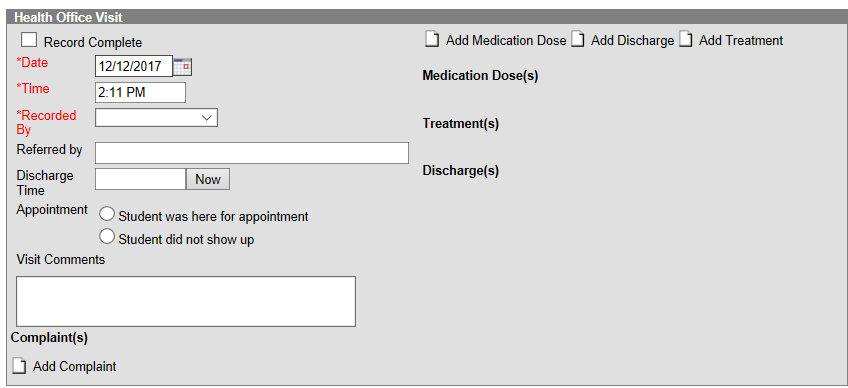 Health Office Visit
Record Complete
*Date 12/12/2017
*Time 2:11 PM
*Recorded
By
Referred by
Discharge
Time
Now
Appointment
Student was here for appointment
Student did not show up
Visit Comments
Complaint(s)
Add Complaint
Add Medication Dose Add Discharge Add Treatment
Medication Dose(s)
Treatment(s)
Discharge(s)